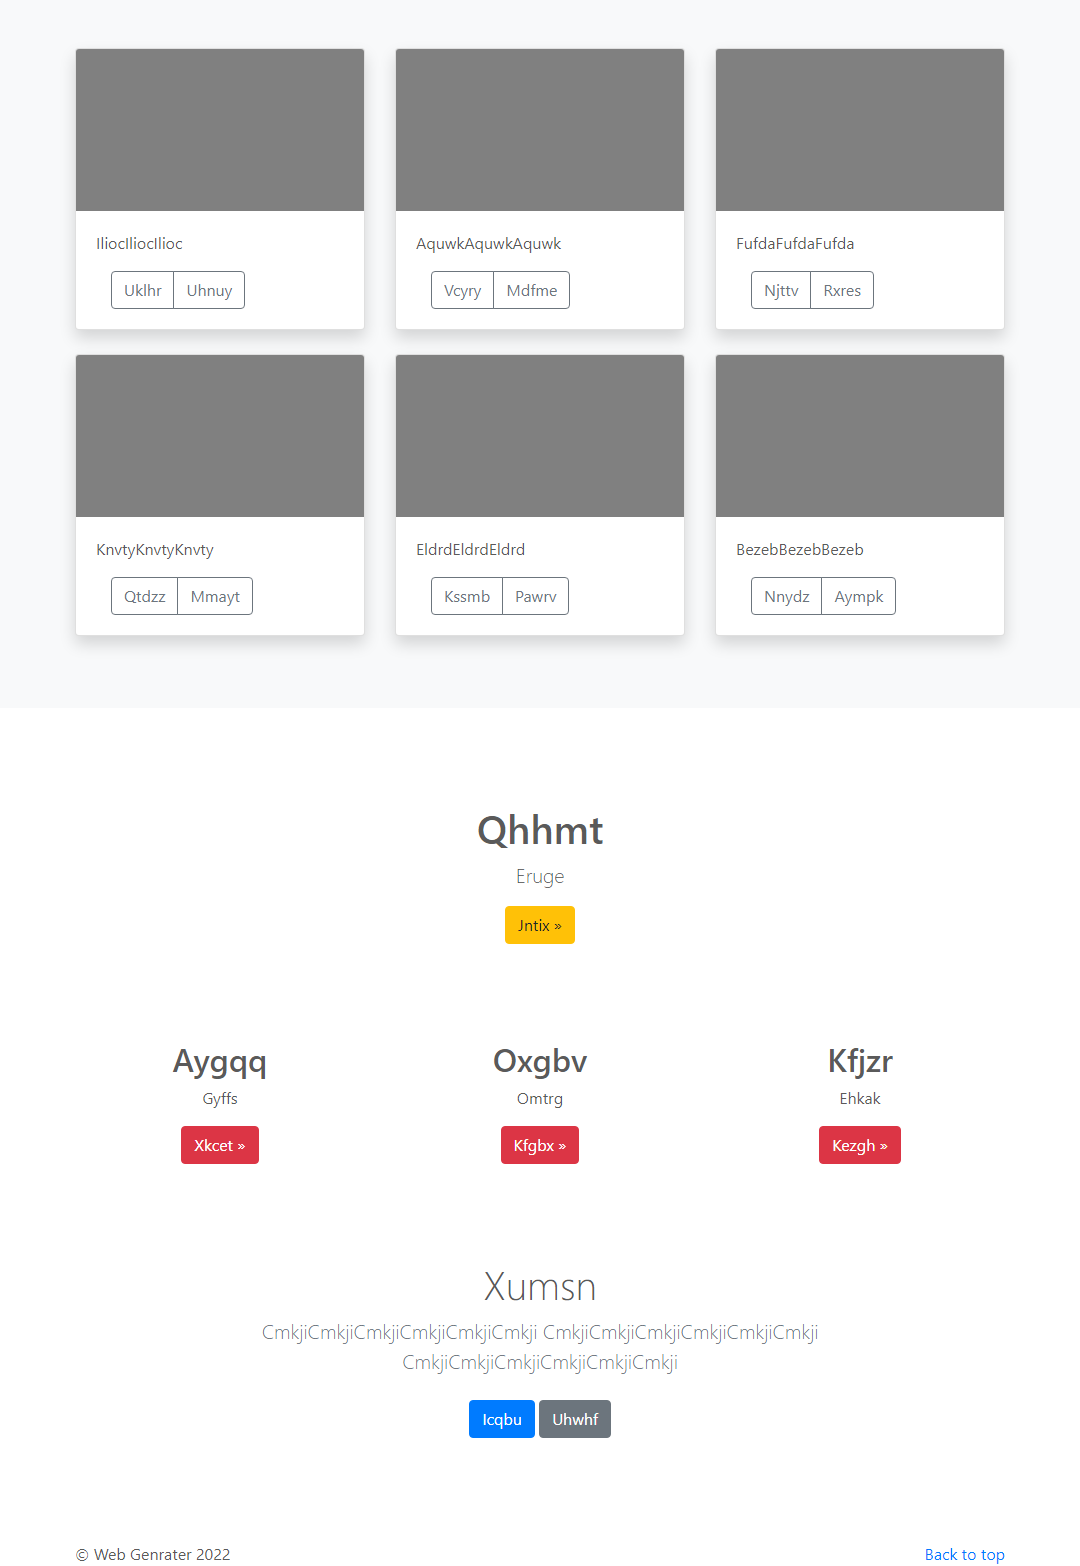 IliocIliocIlioc
Uklhr Uhnuy
AquwkAquwkAquwk
Vcyry Mdfme
FufdaFufdaFufda
Njttv Rxres
KnvtyKnvtyKnvty
Qtdzz Mmayt
EldrdEldrdEldrd
Kssmb Pawrv
BezebBezebBezeb
Nnydz Aympk
Qhhmt
Eruge
Jntix »
Aygqq
Gyffs
Xkcet »
Oxgbv
Omtrg
Kfgbx »
Kfjzr
Ehkak
Kezgh »
Xumsn
CmkjiCmkjiCmkjiCmkjiCmkjiCmkji CmkjiCmkjiCmkjiCmkjiCmkjiCmkji
CmkjiCmkjiCmkjiCmkjiCmkjiCmkji
Icqbu Uhwhf
© Web Genrater 2022
Back to top